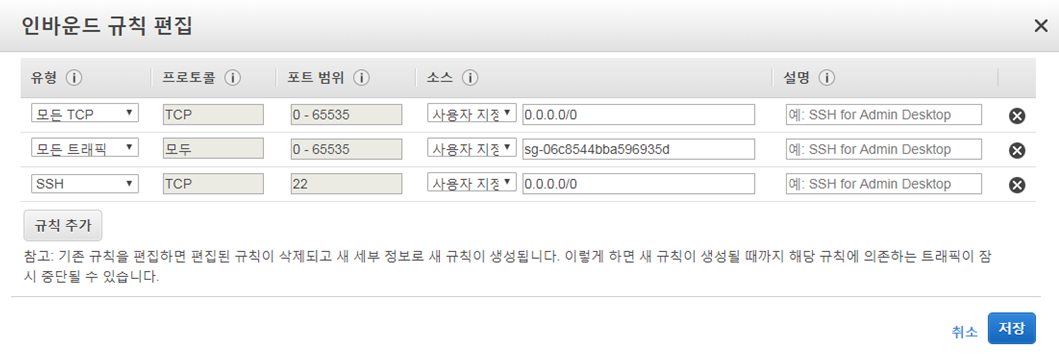 인바운드 규칙 편집
유형 프로토콜 포트 범위 소스 설명
모든 TCP TCP 0 - 65535 사용자 지정 0.0.0.0/0 예: SSH for Admin Desktop
모든 트래픽 모두 0 - 65535 사용자 지정 sg-06c8544bba596935d 예: SSH for Admin Desktop
SSH TCP 22 사용자 지정 0.0.0.0/0 예: SSH for Admin Desktop
규칙 추가
참고: 기존 규칙을 편집하면 편집된 규칙이 삭제되고 새 세부 정보로 새 규칙이 생성됩니다. 이렇게 하면 새 규칙이 생성될 때까지 해당 규칙에 의존하는 트래픽이 잠
시 중단될 수 있습니다.
취소 저장